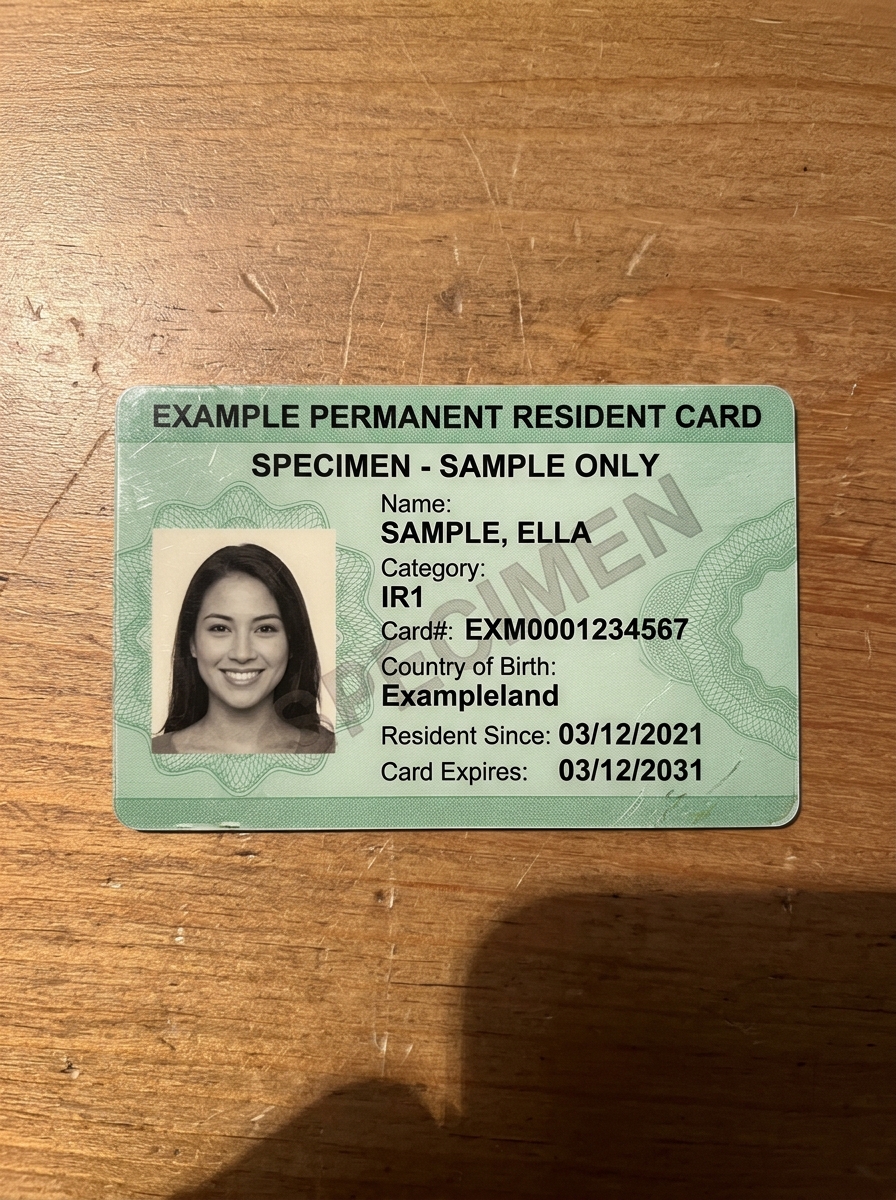 EXAMPLE PERMANENT RESIDENT CARD
SPECIMEN - SAMPLE ONLY
Name:
SAMPLE, ELLA
Category:
IR1
Card#: EXM0001234567
Country of Birth:
Exampleland
Resident Since: 03/12/2021
Card Expires: 03/12/2031
SPECIMEN